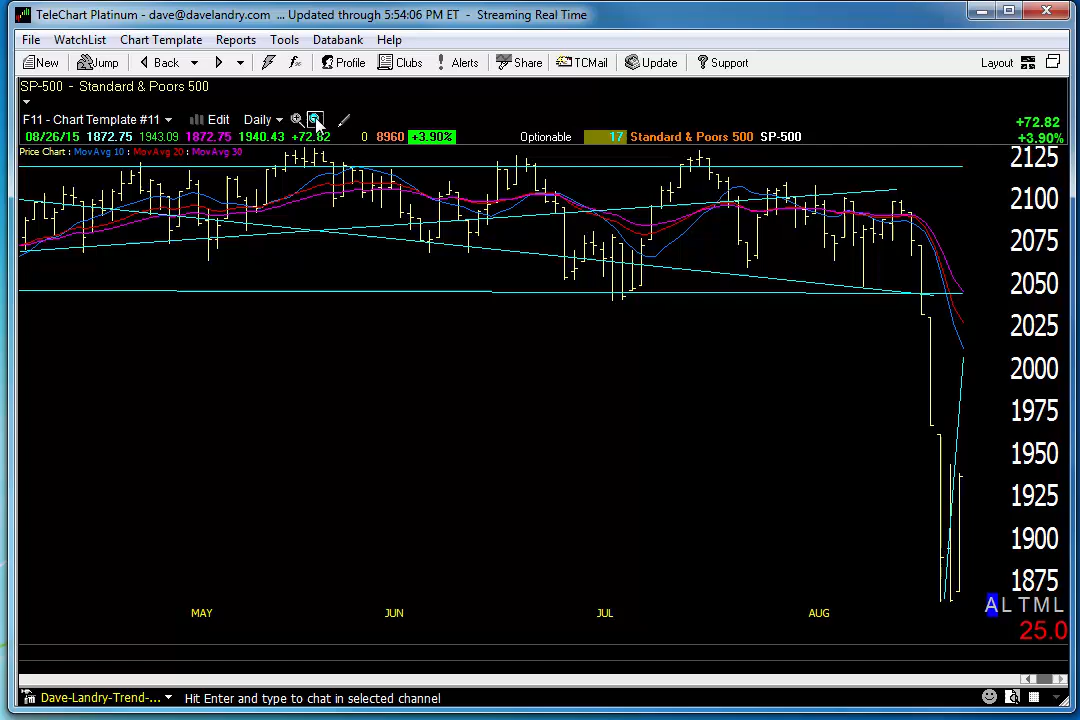 TeleChart Platinum - dave@davelandry.com ... Updated through 5:54:06 PM ET - Streaming Real Time
File WatchList Chart Template Reports Tools Databank Help
New Jump Back Profile Clubs Alerts Share TCMail Update Support Layout
SP-500 - Standard & Poors 500
F11 - Chart Template #11 Edit Daily
+72.82
08/26/15 1872.75 1943.09 1872.75 1940.43 +72.82 0 8960 +3.90% Optionable 17 Standard & Poors 500 SP-500
+3.90%
Price Chart : MovAvg 10 : MovAvg 20 : MovAvg 30
2125
2100
2075
2050
2025
2000
1975
1950
1925
1900
1875
A L T M L
MAY JUN JUL AUG
25.0
Dave-Landry-Trend-... Hit Enter and type to chat in selected channel